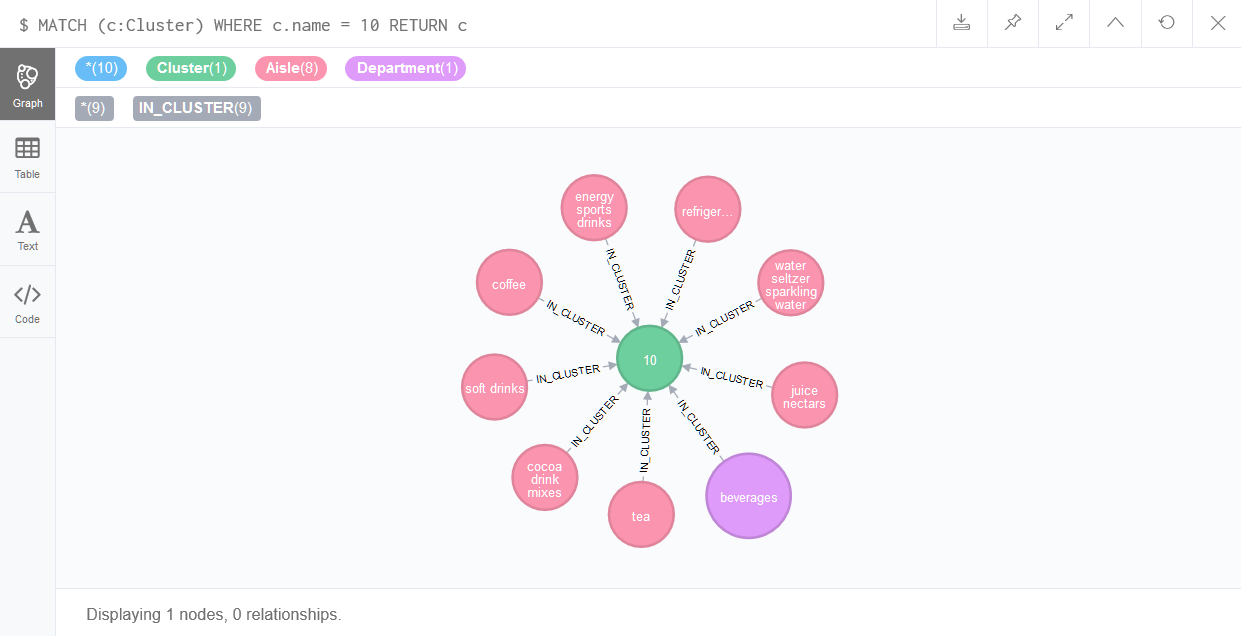 $ MATCH (c:Cluster) WHERE c.name = 10 RETURN c
Graph
Table
Text
Code
*(10)
Cluster(1)
Aisle(8)
Department(1)
*(9)
IN_CLUSTER(9)
energy
sports
drinks
refriger…
coffee
water
seltzer
sparkling
water
IN_CLUSTER
IN_CLUSTER
IN_CLUSTER
IN_CLUSTER
10
soft drinks
IN_CLUSTER
IN_CLUSTER
juice
nectars
IN_CLUSTER
IN_CLUSTER
IN_CLUSTER
cocoa
drink
mixes
tea
beverages
Displaying 1 nodes, 0 relationships.